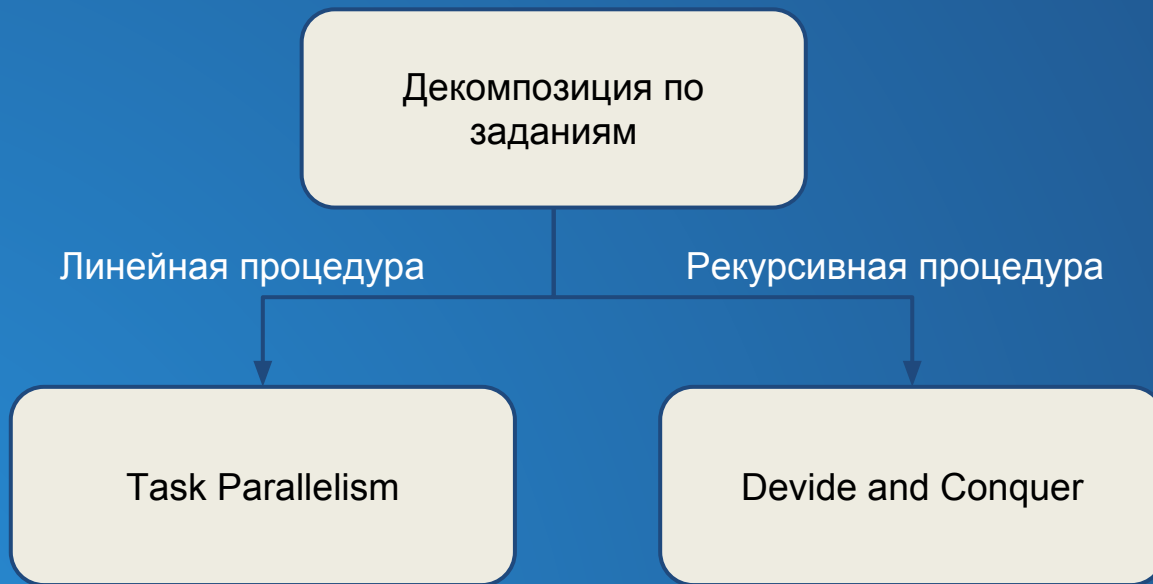 Декомпозиция по
заданиям
Линейная процедура
Рекурсивная процедура
Task Parallelism
Devide and Conquer